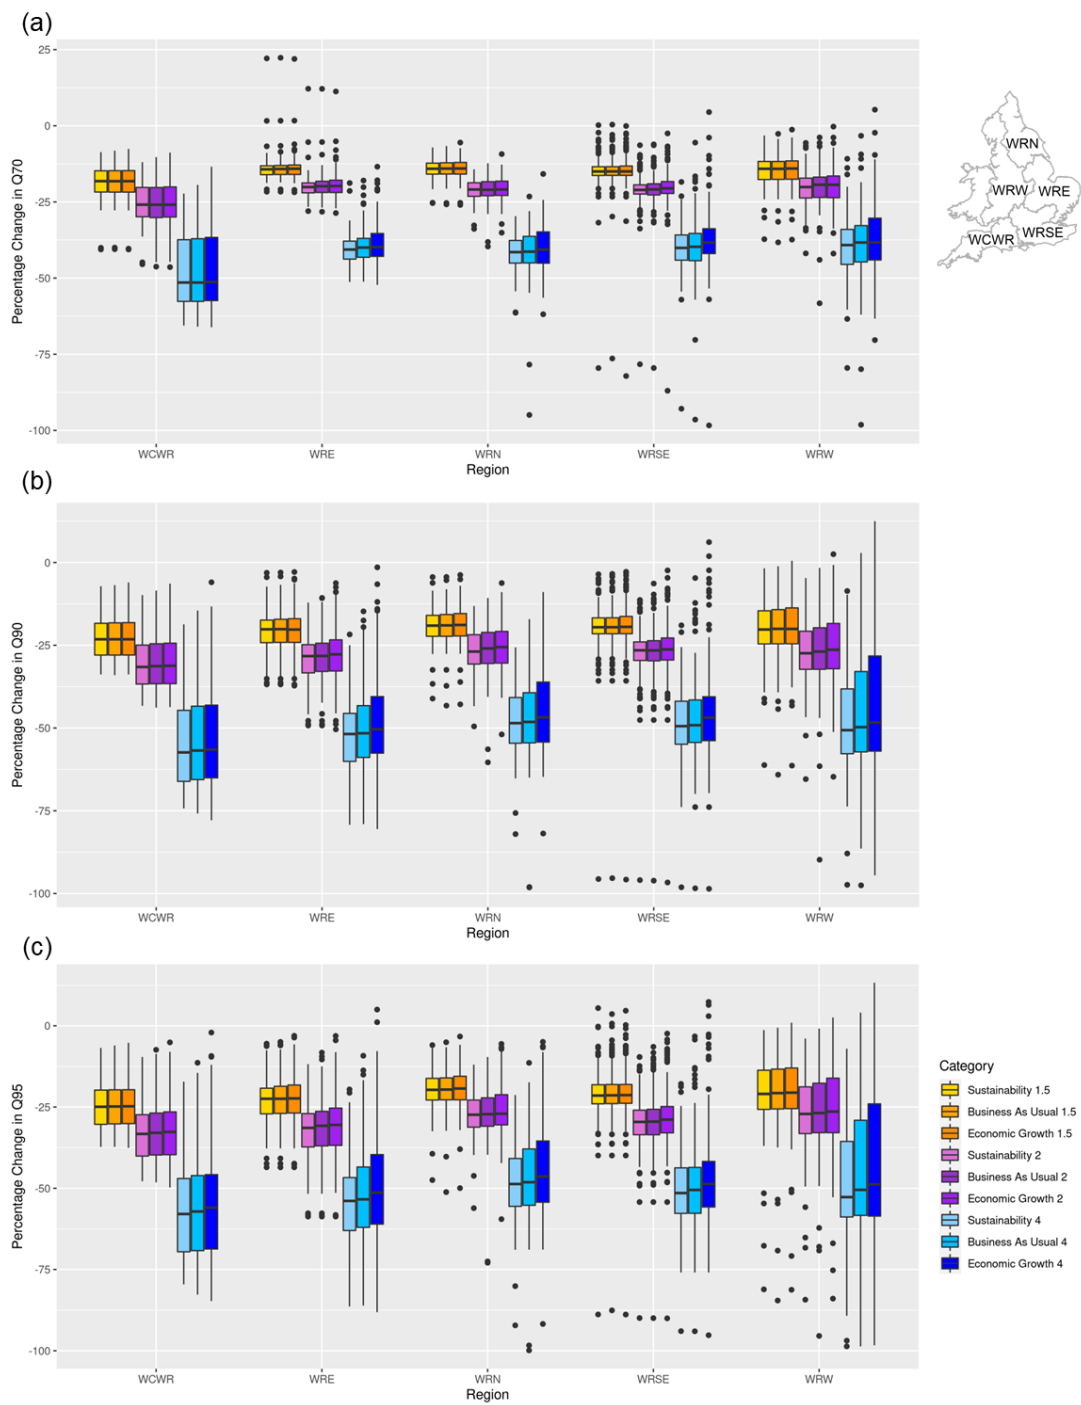 (a)
25
0
-25
-50
-75
-100
Percentage Change in Q70
WCWR WRE WRN WRSE WRW
Region
WRN
WRW WRE
WCWR WRSE
(b)
0
-25
-50
-75
-100
Percentage Change in Q90
WCWR WRE WRN WRSE WRW
Region
(c)
0
-25
-50
-75
-100
Percentage Change in Q95
WCWR WRE WRN WRSE WRW
Region
Category
Sustainability 1.5
Business As Usual 1.5
Economic Growth 1.5
Sustainability 2
Business As Usual 2
Economic Growth 2
Sustainability 4
Business As Usual 4
Economic Growth 4